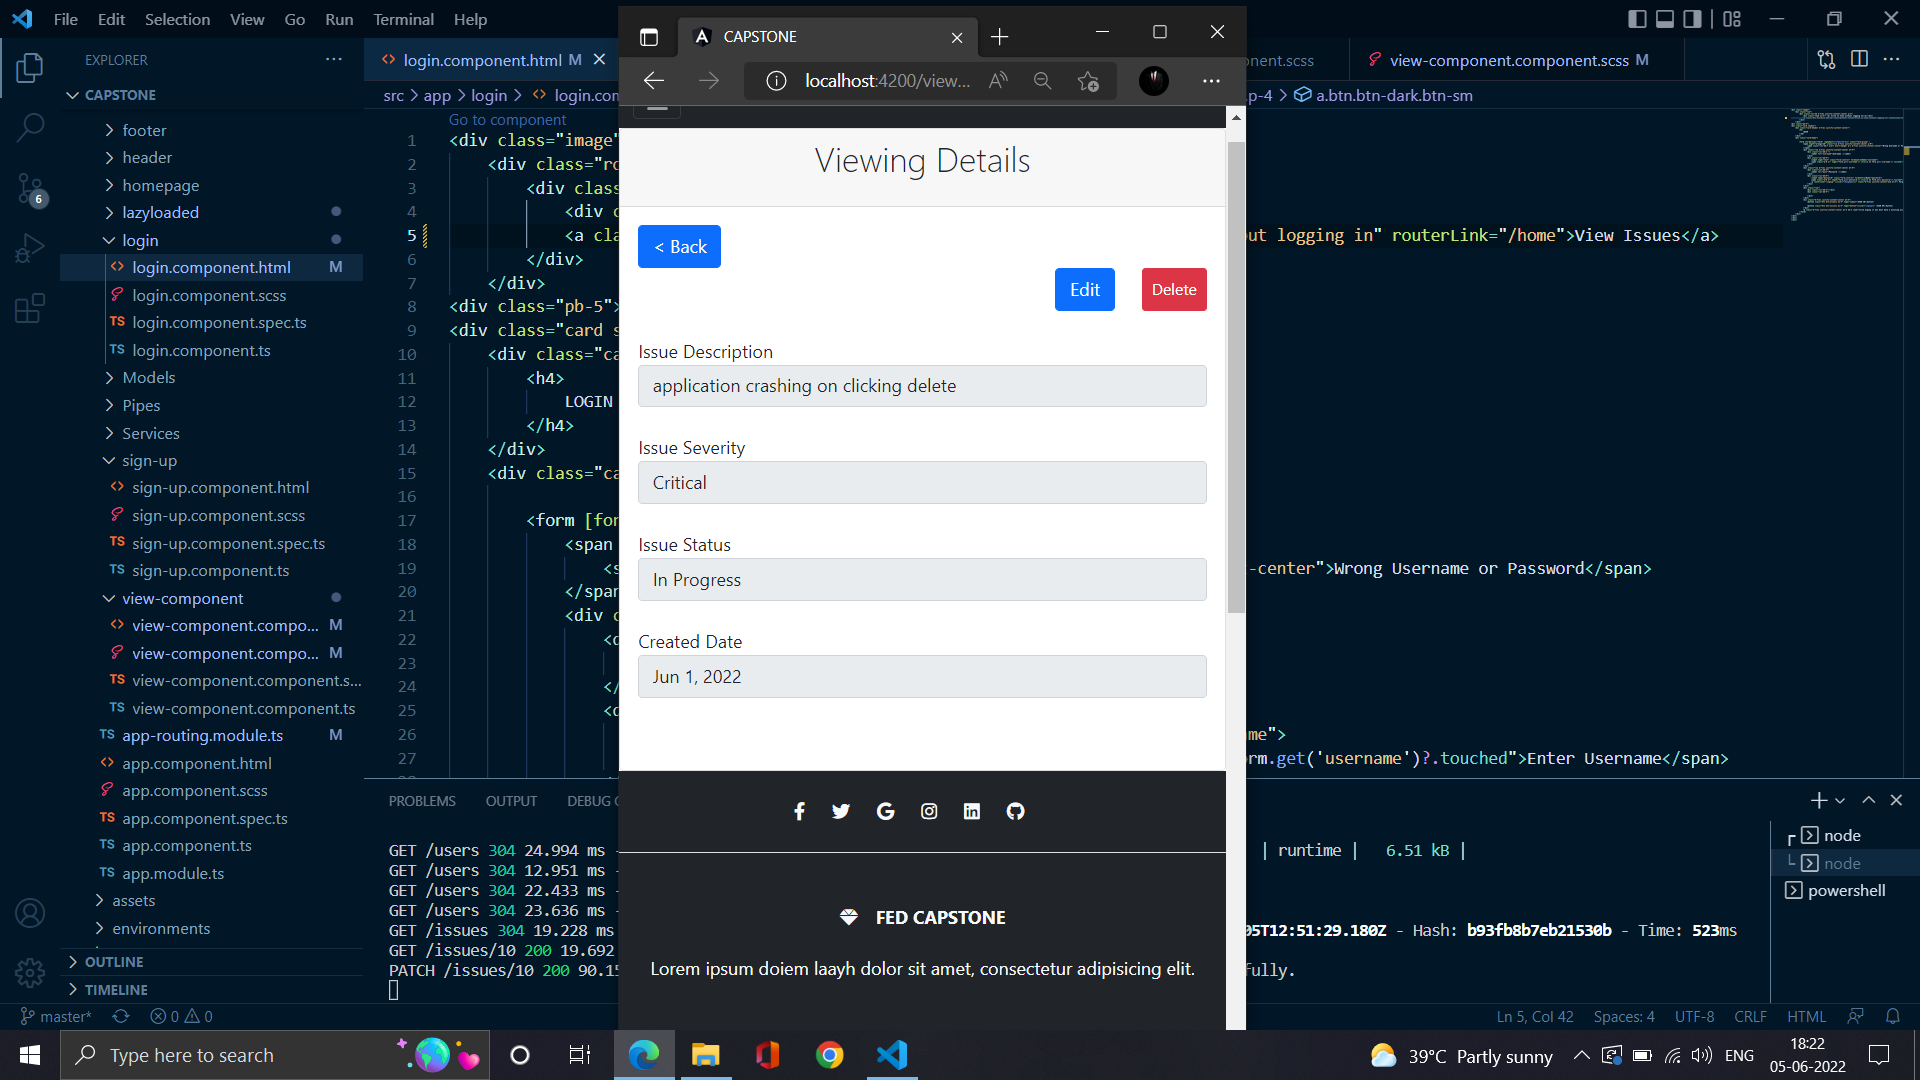 File Edit Selection View Go Run Terminal Help
EXPLORER
CAPSTONE
footer
header
homepage
lazyloaded
login
login.component.html M
login.component.scss
login.component.spec.ts
login.component.ts
Models
Pipes
Services
sign-up
sign-up.component.html
sign-up.component.scss
sign-up.component.spec.ts
sign-up.component.ts
view-component
view-component.compo... M
view-component.compo... M
view-component.component.s...
view-component.component.ts
app-routing.module.ts M
app.component.html
app.component.scss
app.component.spec.ts
app.component.ts
app.module.ts
assets
environments
OUTLINE
TIMELINE
6
login.component.html M
nent.scss
view-component.component.scss M
src > app > login > login.con
p-4 > a.btn.btn-dark.btn-sm
Go to component
1 <div class="image"
2 <div class="ro
3 <div class
4 <div c
5 <a cla
ut logging in" routerLink="/home">View Issues</a>
6 </div>
7 </div>
8 <div class="pb-5">
9 <div class="card s
10 <div class="ca
11 <h4>
12 LOGIN
13 </h4>
14 </div>
15 <div class="ca
16
17 <form [for
18 <span
19 <s
-center">Wrong Username or Password</span>
20 </span
21 <div c
22 <d
23
24 </
25 <d
26
me">
27
rm.get('username')?.touched">Enter Username</span>
CAPSTONE
localhost:4200/view...
Viewing Details
< Back
Edit
Delete
Issue Description
application crashing on clicking delete
Issue Severity
Critical
Issue Status
In Progress
Created Date
Jun 1, 2022
FED CAPSTONE
Lorem ipsum doiem laayh dolor sit amet, consectetur adipisicing elit.
PROBLEMS OUTPUT DEBUG C
GET /users 304 24.994 ms -
GET /users 304 12.951 ms -
GET /users 304 22.433 ms -
GET /users 304 23.636 ms -
GET /issues 304 19.228 ms
GET /issues/10 200 19.692
PATCH /issues/10 200 90.15
| runtime | 6.51 kB |
05T12:51:29.180Z - Hash: b93fb8b7eb21530b - Time: 523ms
fully.
node
node
powershell
master* 0 0
Ln 5, Col 42 Spaces: 4 UTF-8 CRLF HTML
Type here to search
39°C Partly sunny
ENG
18:22
05-06-2022